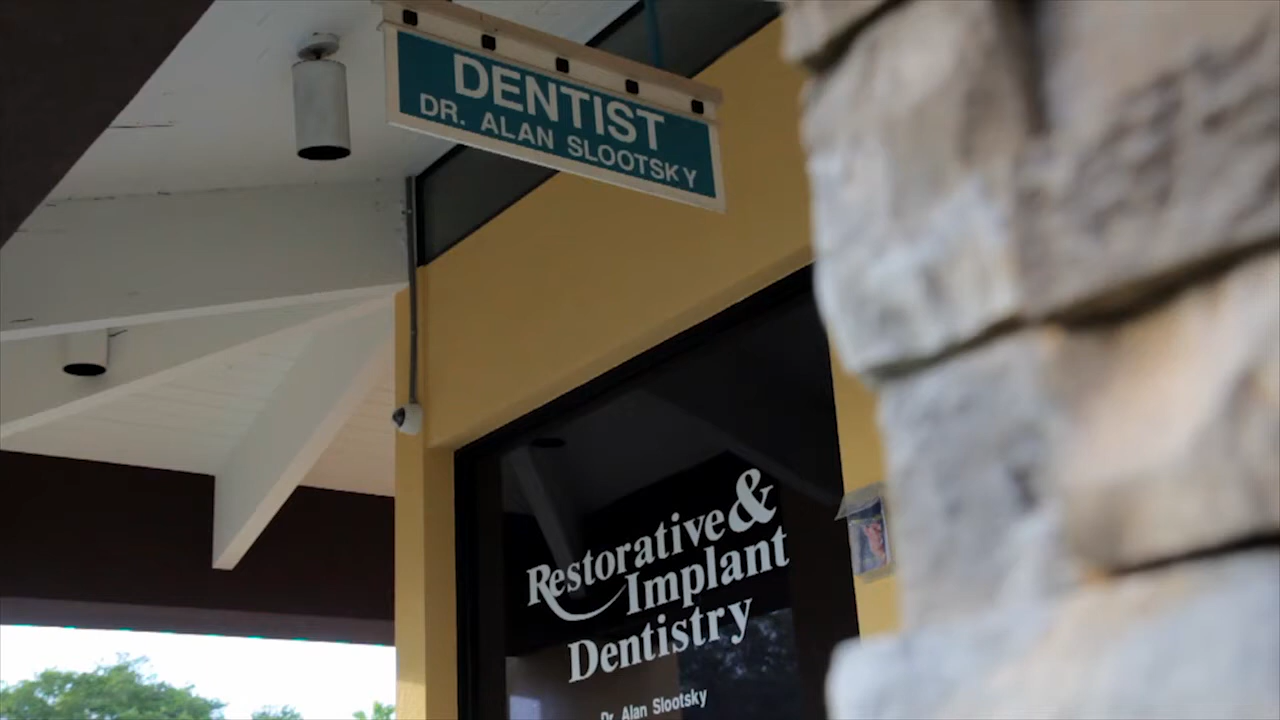 DENTIST
DR. ALAN SLOOTSKY
Restorative &
Implant
Dentistry
Dr. Alan Slootsky